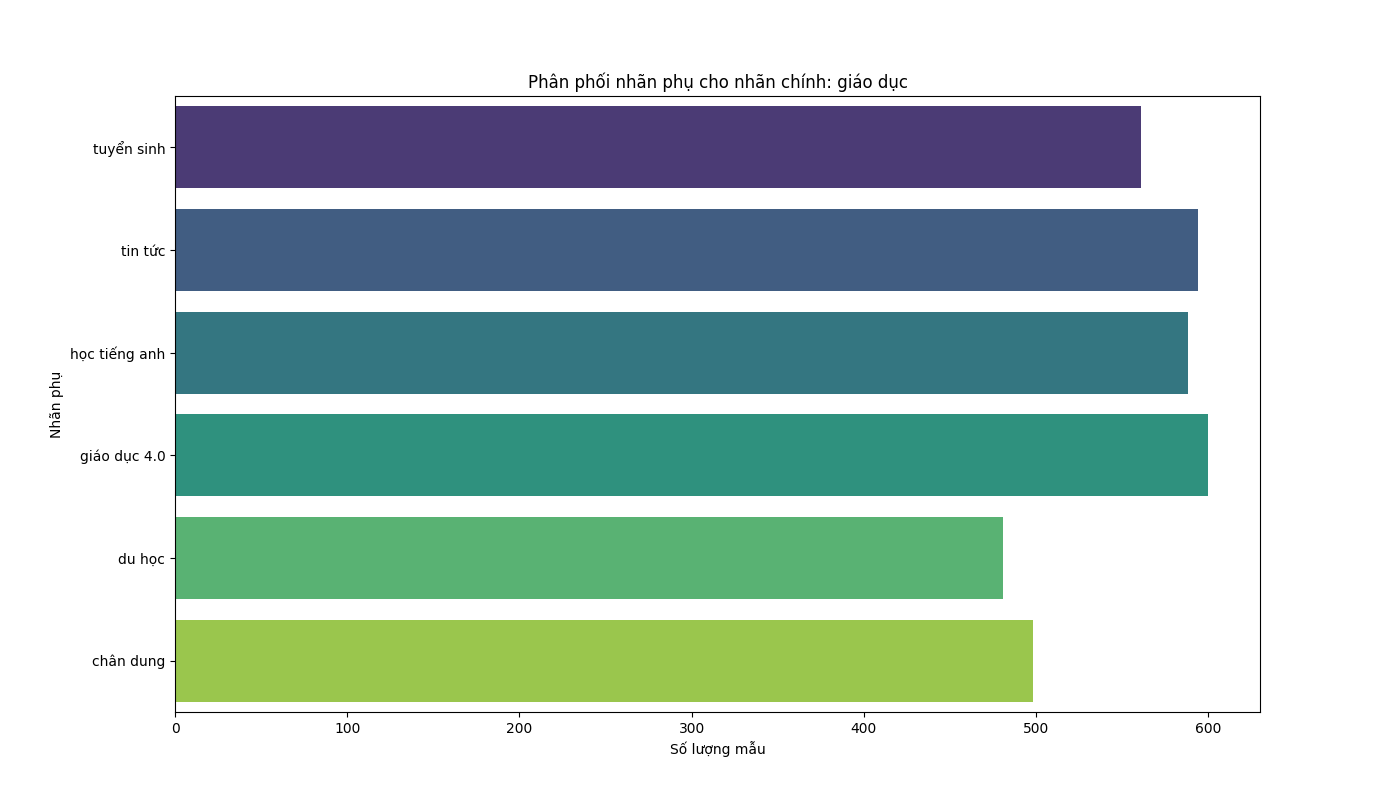 Phân phối nhãn phụ cho nhãn chính: giáo dục
tuyển sinh
tin tức
học tiếng anh
giáo dục 4.0
du học
chân dung
Nhãn phụ
0 100 200 300 400 500 600
Số lượng mẫu